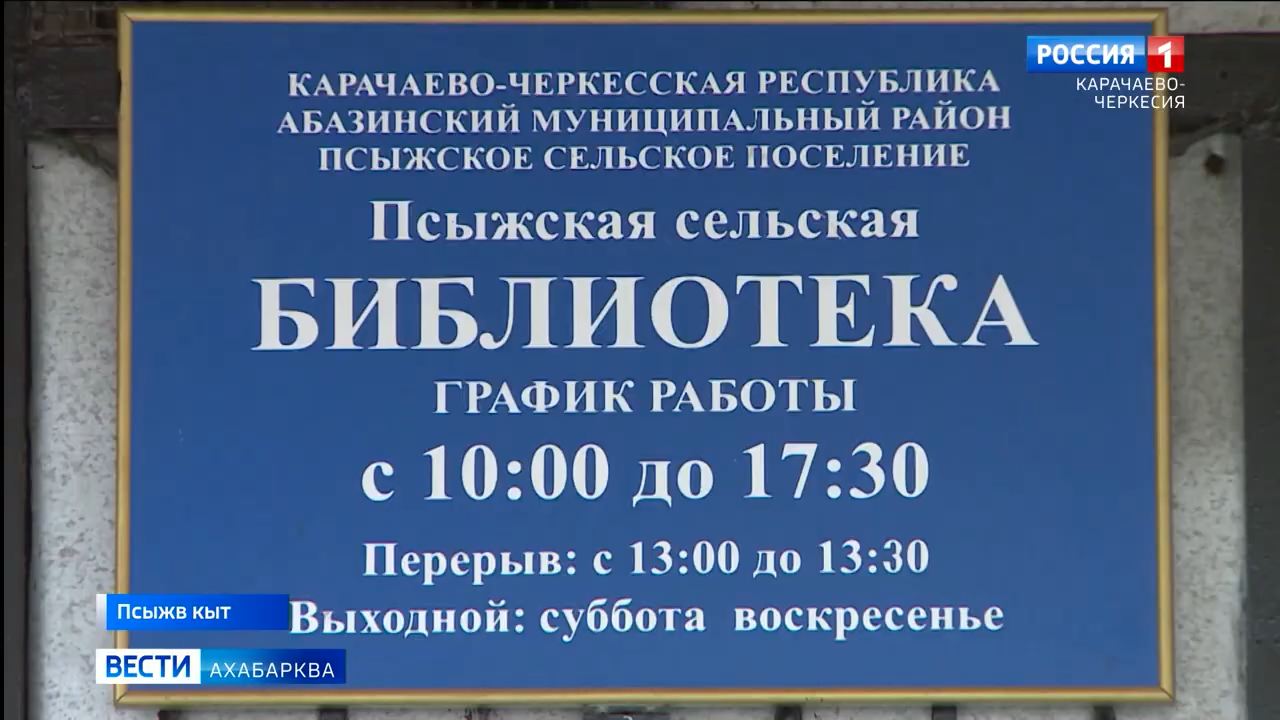 РОССИЯ 1
КАРАЧАЕВО-
ЧЕРКЕСИЯ
КАРАЧАЕВО-ЧЕРКЕССКАЯ РЕСПУБЛИКА
АБАЗИНСКИЙ МУНИЦИПАЛЬНЫЙ РАЙОН
ПСЫЖСКОЕ СЕЛЬСКОЕ ПОСЕЛЕНИЕ
Псыжская сельская
БИБЛИОТЕКА
ГРАФИК РАБОТЫ
с 10:00 до 17:30
Перерыв: с 13:00 до 13:30
Выходной: суббота воскресенье
Псыжв кыт
ВЕСТИ АХАБАРКВА